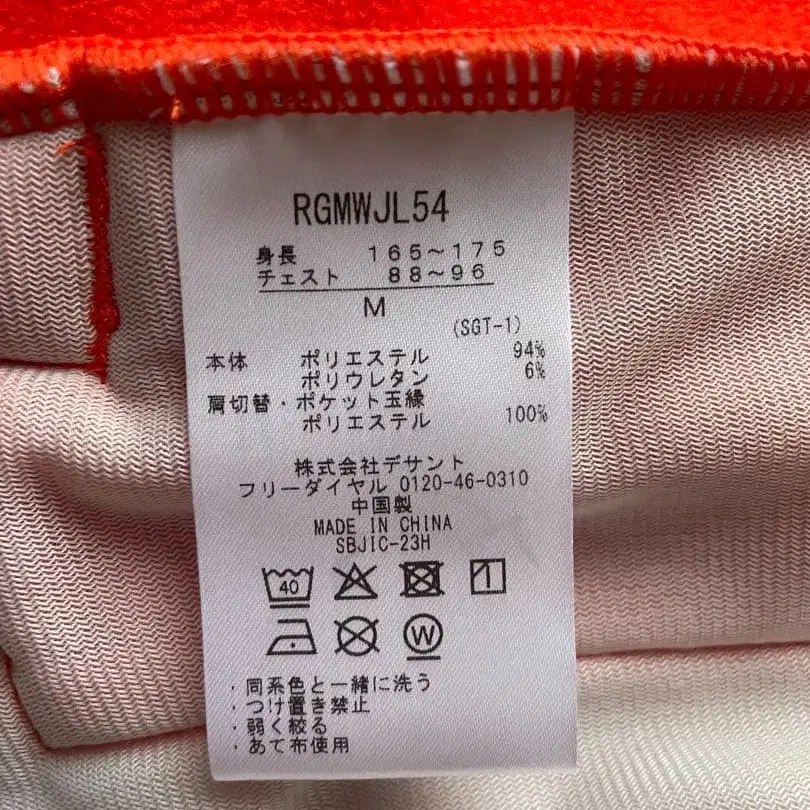 RGMWJL54
身長 165～175
チェスト 88～96
M
(SGT-1)
本体 ポリエステル 94%
ポリウレタン 6%
肩切替・ポケット玉縁
ポリエステル 100%
株式会社デサント
フリーダイヤル 0120-46-0310
中国製
MADE IN CHINA
SBJIC-23H
40
W
・同系色と一緒に洗う
・つけ置き禁止
・弱く絞る
・あて布使用